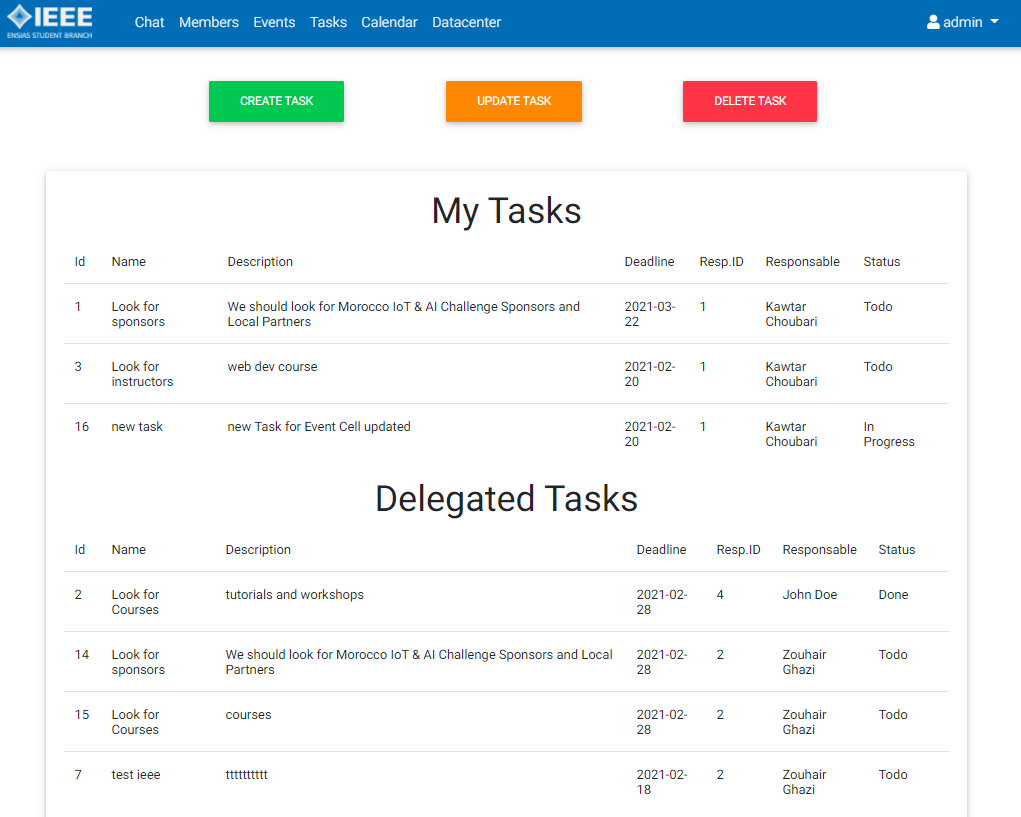 IEEE
ENSIAS STUDENT BRANCH
Chat Members Events Tasks Calendar Datacenter
admin
CREATE TASK
UPDATE TASK
DELETE TASK
My Tasks
Id Name Description Deadline Resp.ID Responsable Status
1 Look for We should look for Morocco IoT & AI Challenge Sponsors and 2021-03- 1 Kawtar Todo
sponsors Local Partners 22 Choubari
3 Look for web dev course 2021-02- 1 Kawtar Todo
instructors 20 Choubari
16 new task new Task for Event Cell updated 2021-02- 1 Kawtar In
20 Choubari Progress
Delegated Tasks
Id Name Description Deadline Resp.ID Responsable Status
2 Look for tutorials and workshops 2021-02- 4 John Doe Done
Courses 28
14 Look for We should look for Morocco IoT & AI Challenge Sponsors and Local 2021-02- 2 Zouhair Todo
sponsors Partners 28 Ghazi
15 Look for courses 2021-02- 2 Zouhair Todo
Courses 28 Ghazi
7 test ieee tttttttttt 2021-02- 2 Zouhair Todo
18 Ghazi